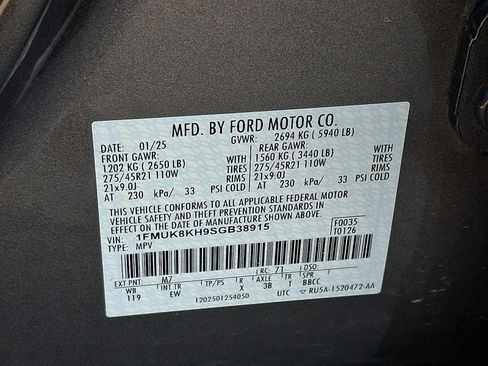 MFD. BY FORD MOTOR CO.
DATE: 01/25 GVWR: 2694 KG ( 5940 LB)
FRONT GAWR: REAR GAWR:
1202 KG ( 2650 LB) 1560 KG ( 3440 LB)
275/45R21 110W TIRES 275/45R21 110W TIRES
21x9.0J RIMS 21x9.0J RIMS
AT 230 kPa/ 33 PSI COLD AT 230 kPa/ 33 PSI COLD
THIS VEHICLE CONFORMS TO ALL APPLICABLE FEDERAL MOTOR
VEHICLE SAFETY AND THEFT PREVENTION STANDARDS IN EFFECT ON THE
DATE OF MANUFACTURE SHOWN ABOVE.
VIN: 1FMUK8KH9SGB38915 F0035
TYPE: MPV T0126
EXT PNT: M7 RC: 71 DSO:
WB INT TR TP/PS R AXLE TR SPR
119 EW X 3B T BBCC
1202501254050 UTC ▽ RU5A-1520472-AA